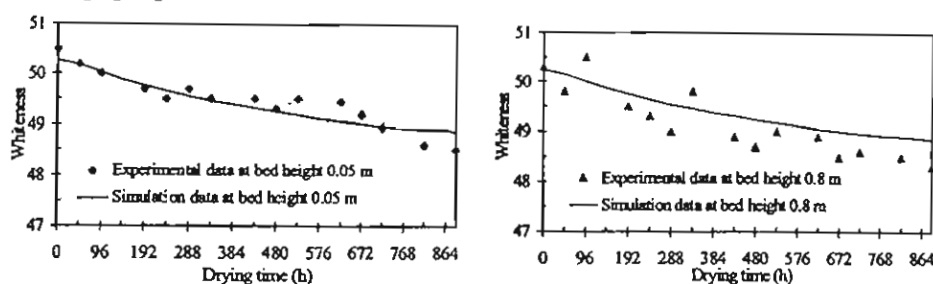 51
50
49
48
47
Whiteness
Experimental data at bed height 0.05 m
Simulation data at bed height 0.05 m
0 96 192 288 384 480 576 672 768 864
Drying time (h)
51
50
49
48
47
Whiteness
Experimental data at bed height 0.8 m
Simulation data at bed height 0.8 m
0 96 192 288 384 480 576 672 768 864
Drying time (h)